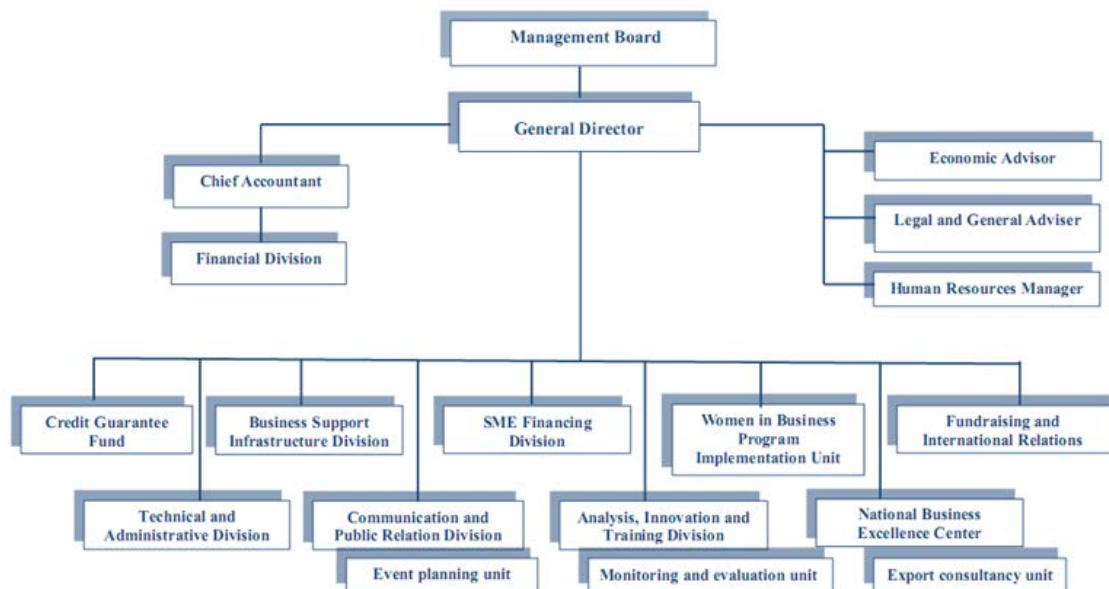 Management Board
General Director
Chief Accountant
Financial Division
Economic Advisor
Legal and General Adviser
Human Resources Manager
Credit Guarantee
Fund
Business Support
Infrastructure Division
SME Financing
Division
Women in Business
Program
Implementation Unit
Fundraising and
International Relations
Technical and
Administrative Division
Communication and
Public Relation Division
Event planning unit
Analysis, Innovation and
Training Division
Monitoring and evaluation unit
National Business
Excellence Center
Export consultancy unit